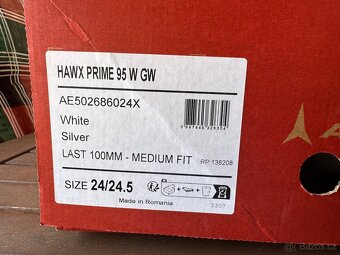 HAWX PRIME 95 W GW
AE502686024X
White
Silver
LAST 100MM - MEDIUM FIT RP 138208
SIZE 24/24.5
Made in Romania
3307